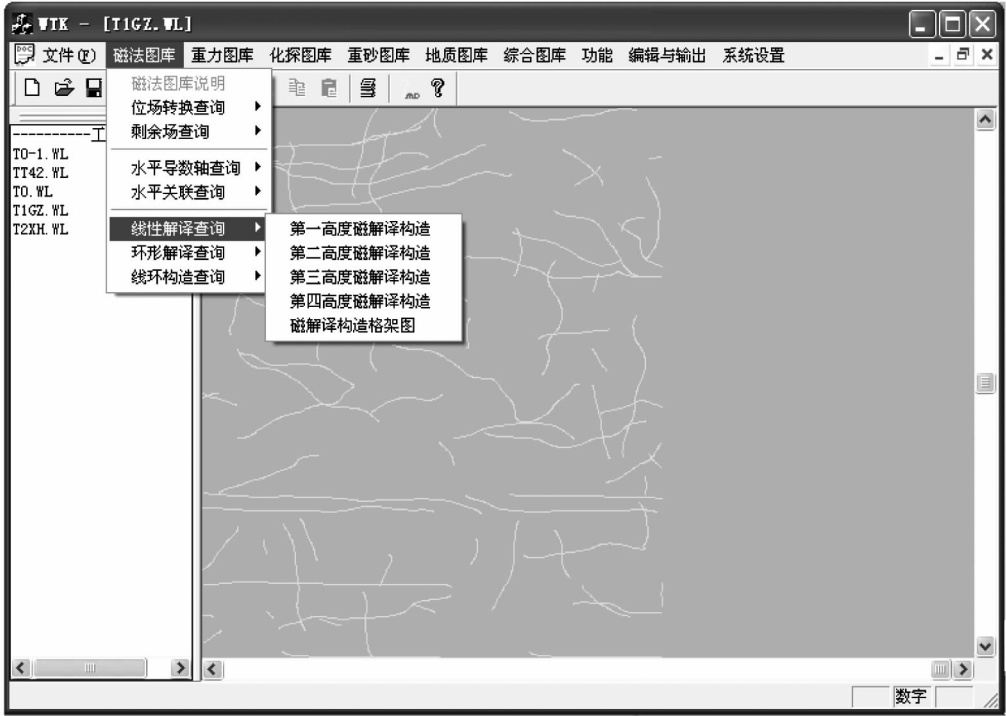 WTK - [T1GZ.WL]
文件(F) 磁法图库 重力图库 化探图库 重砂图库 地质图库 综合图库 功能 编辑与输出 系统设置
磁法图库说明
位场转换查询
剩余场查询
水平导数轴查询
水平关联查询
线性解译查询
环形解译查询
线环构造查询
第一高度磁解译构造
第二高度磁解译构造
第三高度磁解译构造
第四高度磁解译构造
磁解译构造格架图
----------工
TO-1.WL
TT42.WL
TO.WL
T1GZ.WL
T2XH.WL
数字